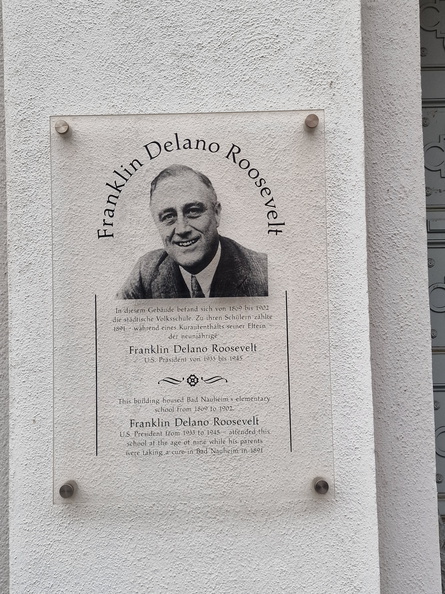 Franklin Delano Roosevelt
In diesem Gebäude befand sich von 1869 bis 1902
die städtische Volksschule. Zu ihren Schülern zählte
1891 – während eines Kuraufenthalts seiner Eltern –
der neunjährige
Franklin Delano Roosevelt
U.S. Präsident von 1933 bis 1945
This building housed Bad Nauheim's elementary
school from 1869 to 1902.
Franklin Delano Roosevelt
U.S. President from 1933 to 1945 – attended this
school at the age of nine while his parents
were taking a cure in Bad Nauheim in 1891